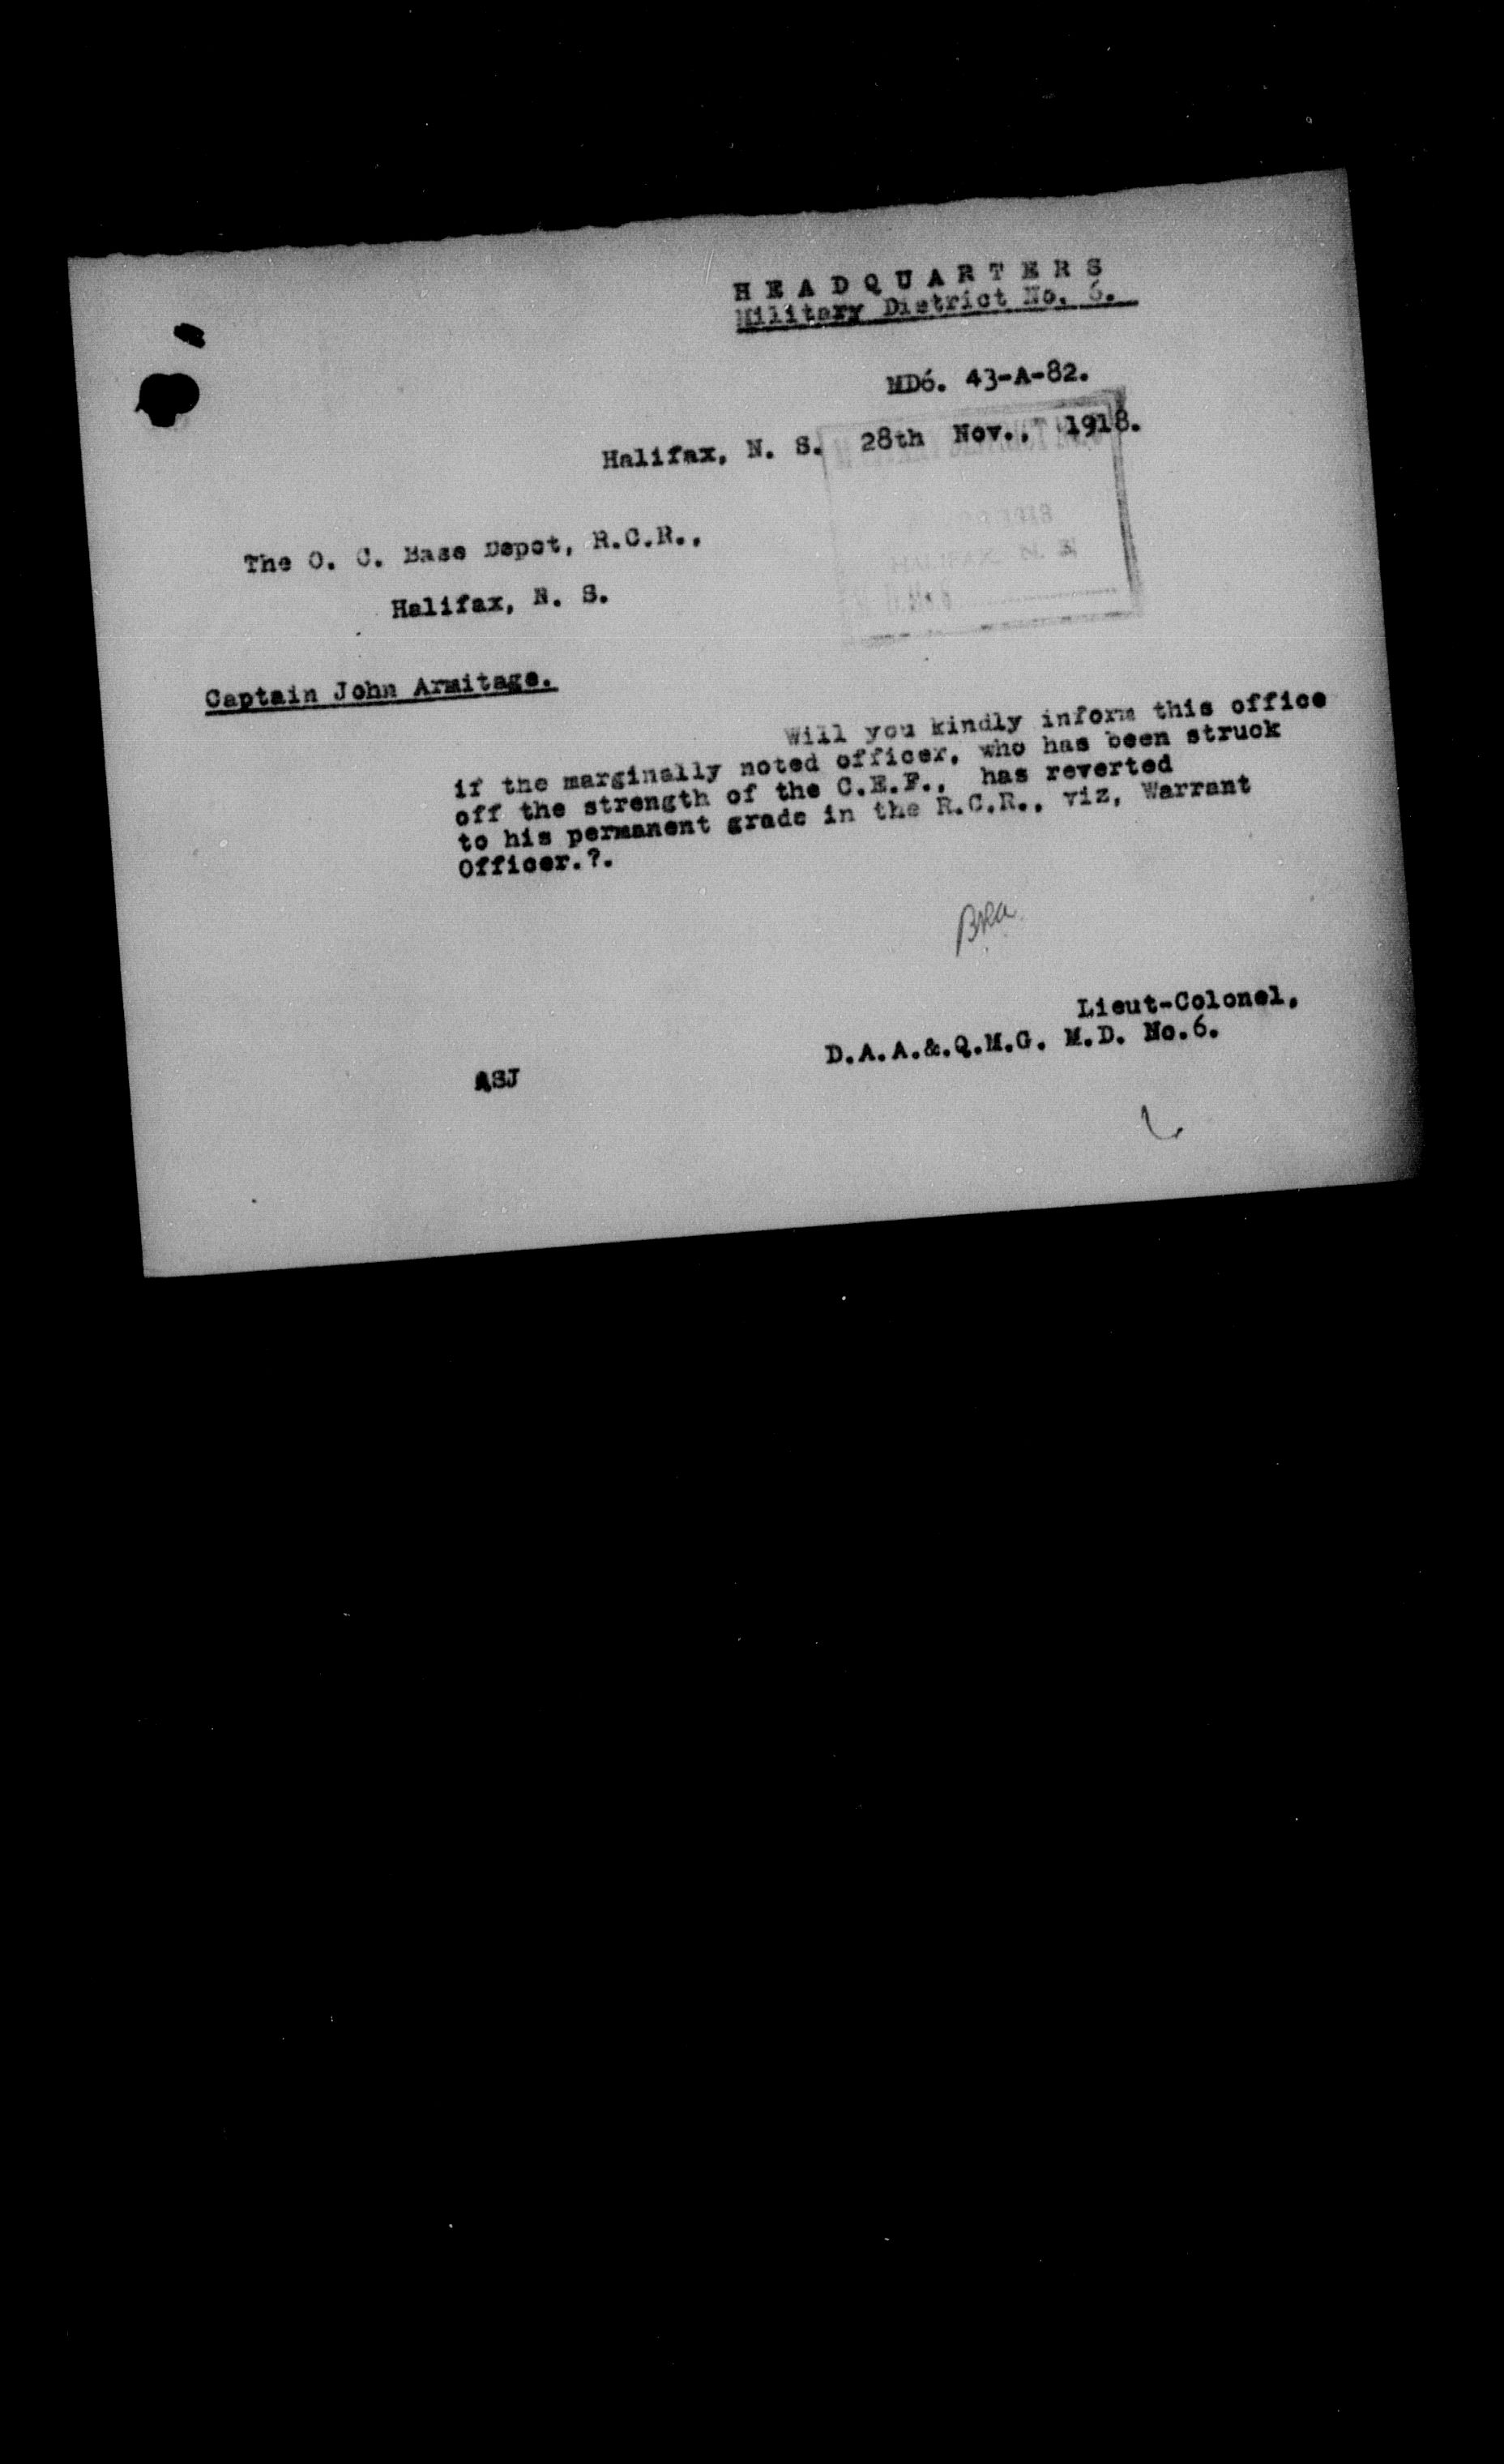 HEADQUARTERS
Military District No. 6.
MD6. 43-A-82.
Halifax, N. S. 28th Nov., 1918.
1918
HALIFAX, N. S.
The O. C. Base Depot, R.C.R.,
Halifax, N. S.
Captain John Armitage.
Will you kindly inform this office
if the marginally noted officer, who has been struck
off the strength of the C.E.F., has reverted
to his permanent grade in the R.C.R., viz, Warrant
Officer.?.
Lieut-Colonel,
D.A.A.&.Q.M.G. M.D. No.6.
ASJ